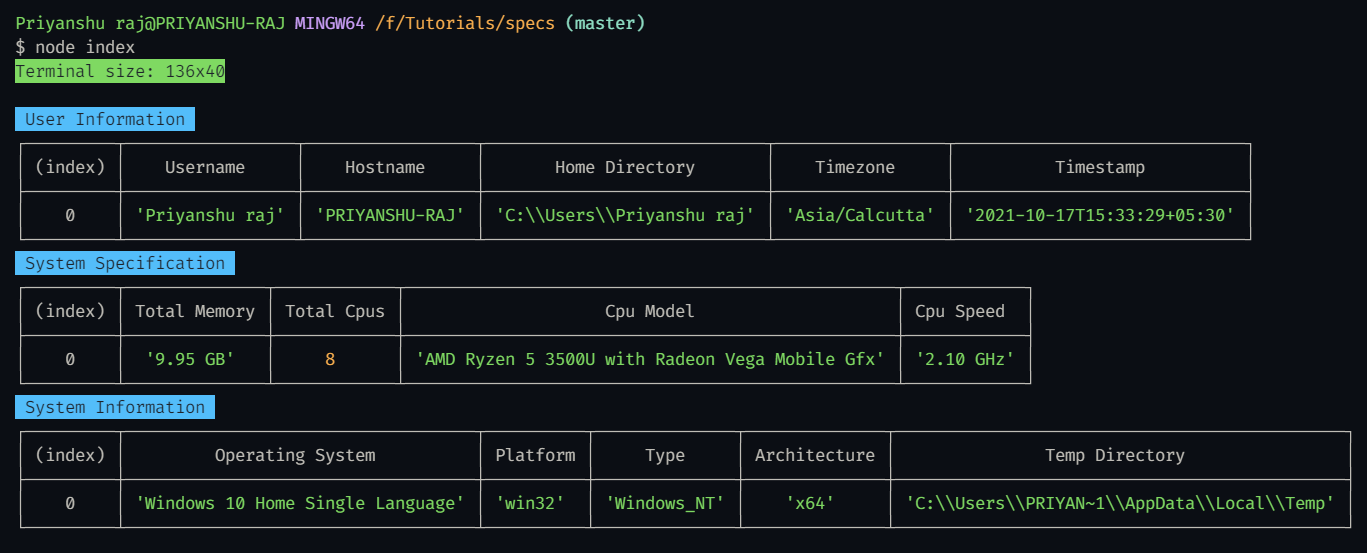 Priyanshu raj@PRIYANSHU-RAJ MINGW64 /f/Tutorials/specs (master)
$ node index
Terminal size: 136x40
User Information
(index) Username Hostname Home Directory Timezone Timestamp
0 'Priyanshu raj' 'PRIYANSHU-RAJ' 'C:\\Users\\Priyanshu raj' 'Asia/Calcutta' '2021-10-17T15:33:29+05:30'
System Specification
(index) Total Memory Total Cpus Cpu Model Cpu Speed
0 '9.95 GB' 8 'AMD Ryzen 5 3500U with Radeon Vega Mobile Gfx' '2.10 GHz'
System Information
(index) Operating System Platform Type Architecture Temp Directory
0 'Windows 10 Home Single Language' 'win32' 'Windows_NT' 'x64' 'C:\\Users\\PRIYAN~1\\AppData\\Local\\Temp'